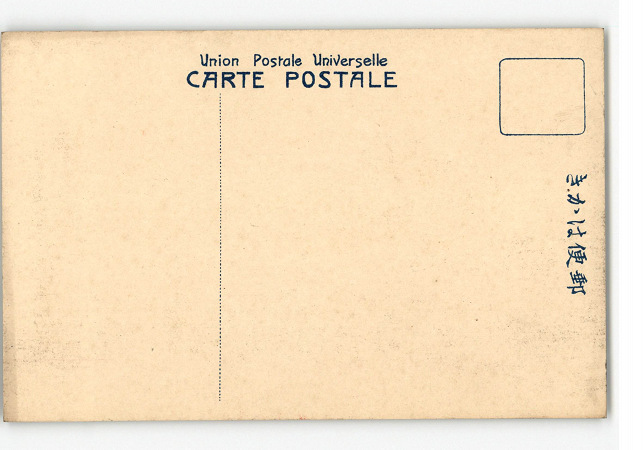 Union Postale Universelle
CARTE POSTALE
郵便はがき